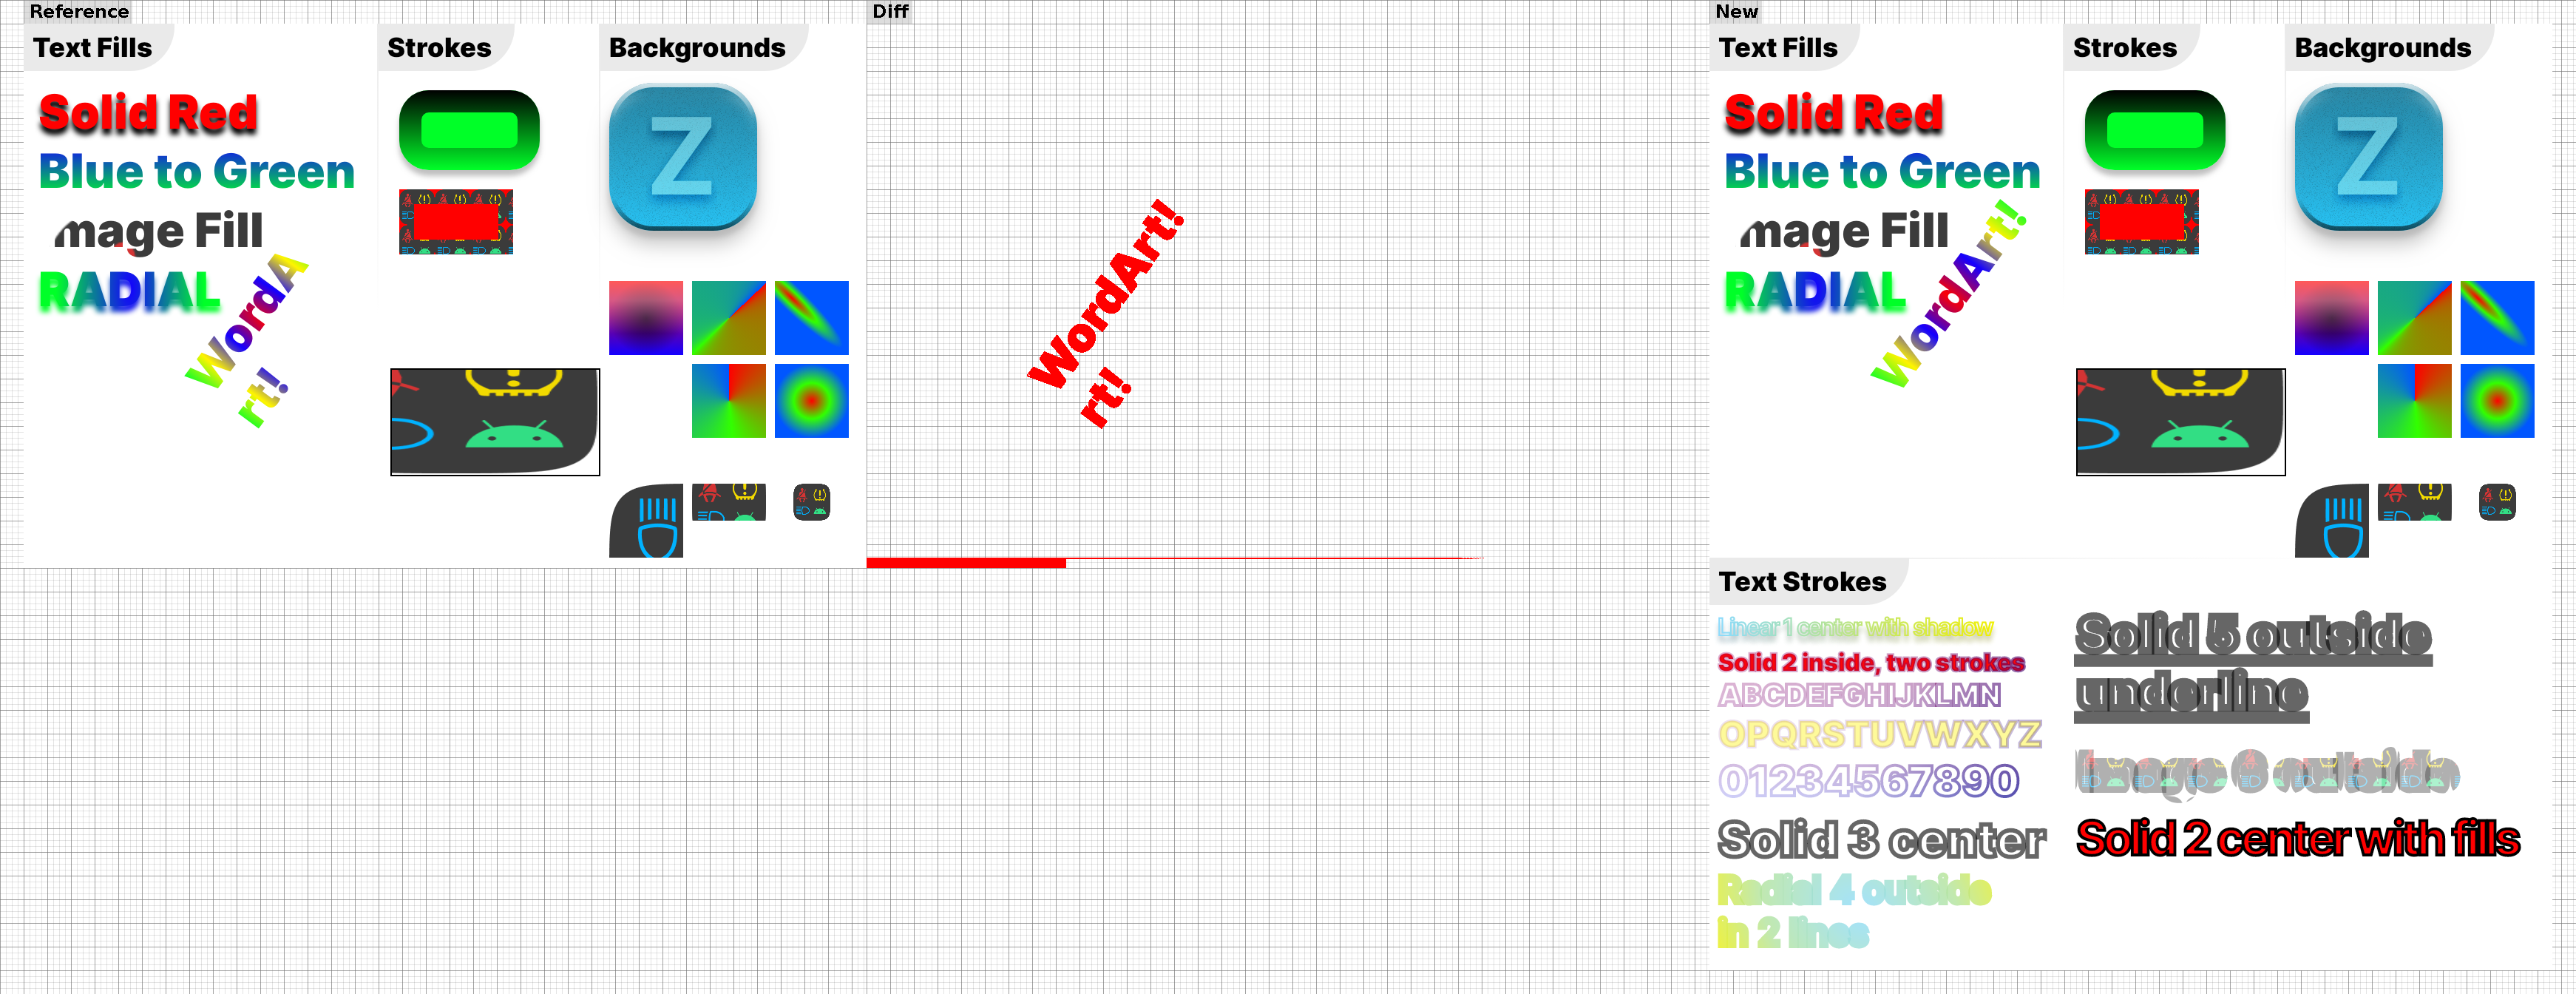 Reference
Text Fills
Strokes
Backgrounds
Solid Red
Blue to Green
mage Fill
RADIAL
WordA
rt!
Z
Diff
WordArt!
rt!
New
Text Fills
Strokes
Backgrounds
Solid Red
Blue to Green
mage Fill
RADIAL
WordArt!
Z
Text Strokes
Linear 1 center with shadow
Solid 2 inside, two strokes
ABCDEFGHIJKLMN
OPQRSTUVWXYZ
01234567890
Solid 3 center
Radial 4 outside
in 2 lines
Solid 5 outside
underline
Solid 2 center with fills